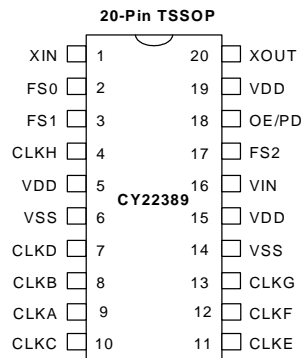 20-Pin TSSOP
XIN 1 20 XOUT
FS0 2 19 VDD
FS1 3 18 OE/PD
CLKH 4 17 FS2
VDD 5 16 VIN
CY22389
VSS 6 15 VDD
CLKD 7 14 VSS
CLKB 8 13 CLKG
CLKA 9 12 CLKF
CLKC 10 11 CLKE